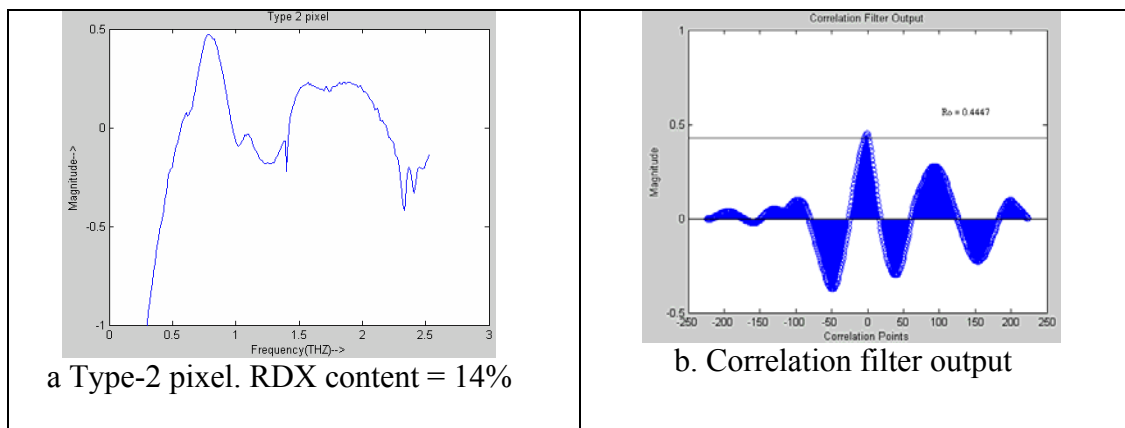 Type 2 pixel
0.5
0
-0.5
-1
Magnitude-->
0 0.5 1 1.5 2 2.5 3
Frequency(THZ)-->
a Type-2 pixel. RDX content = 14%
Correlation Filter Output
1
0.5
0
-0.5
Magnitude
Ro = 0.4447
-250 -200 -150 -100 -50 0 50 100 150 200 250
Correlation Points
b. Correlation filter output